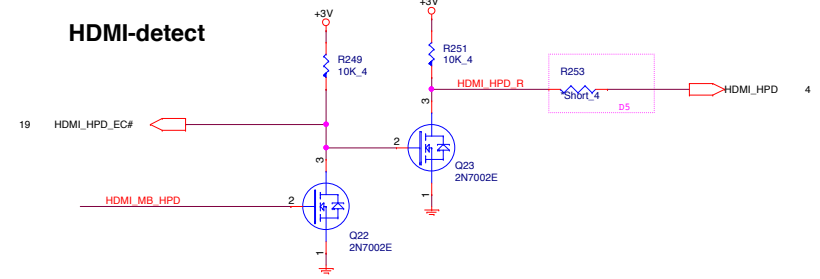 +3V
+3V
HDMI-detect
R249
10K_4
R251
10K_4
R253
Short_4
D5
HDMI_HPD_R
HDMI_HPD
4
3
19
HDMI_HPD_EC#
2
Q23
2N7002E
3
1
HDMI_MB_HPD
2
Q22
2N7002E
1